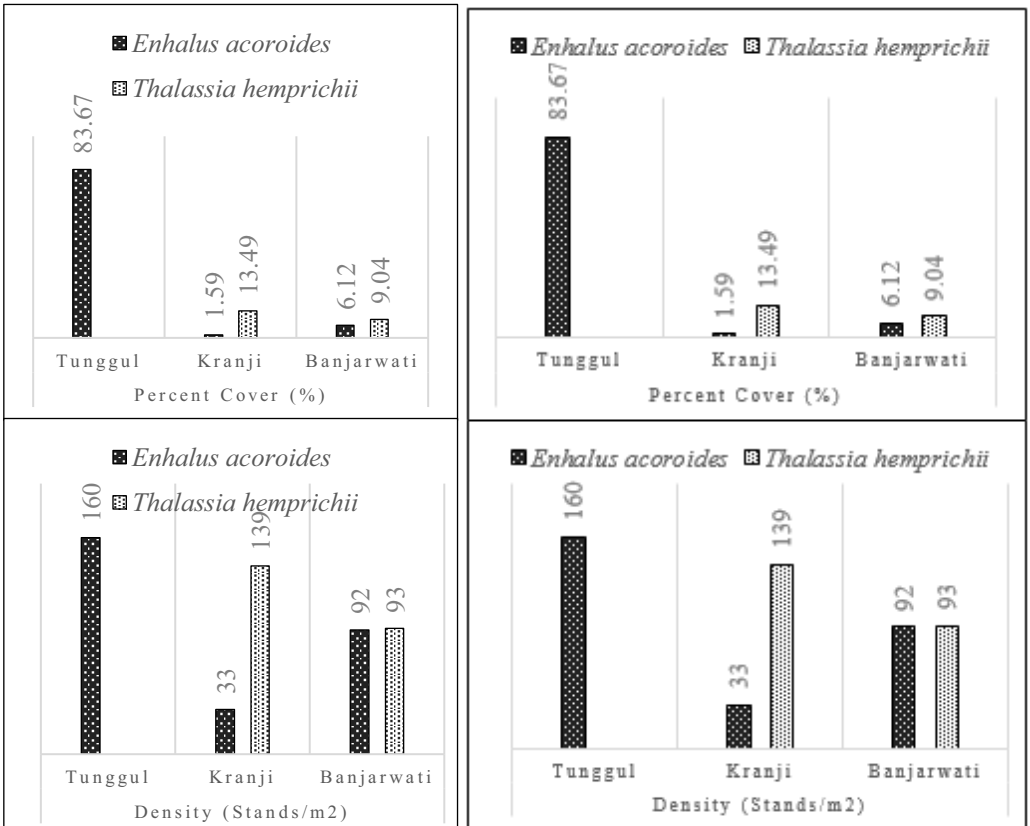 Enhalus acoroides
Thalassia hemprichii
83.67
1.59
13.49
6.12
9.04
Tunggul Kranji Banjarwati
Percent Cover (%)
Enhalus acoroides Thalassia hemprichii
83.67
1.59
13.49
6.12
9.04
Tunggul Kranji Banjarwati
Percent Cover (%)
Enhalus acoroides
Thalassia hemprichii
160
33
139
92
93
Tunggul Kranji Banjarwati
Density (Stands/m2)
Enhalus acoroides Thalassia hemprichii
160
33
139
92
93
Tunggul Kranji Banjarwati
Density (Stands/m2)